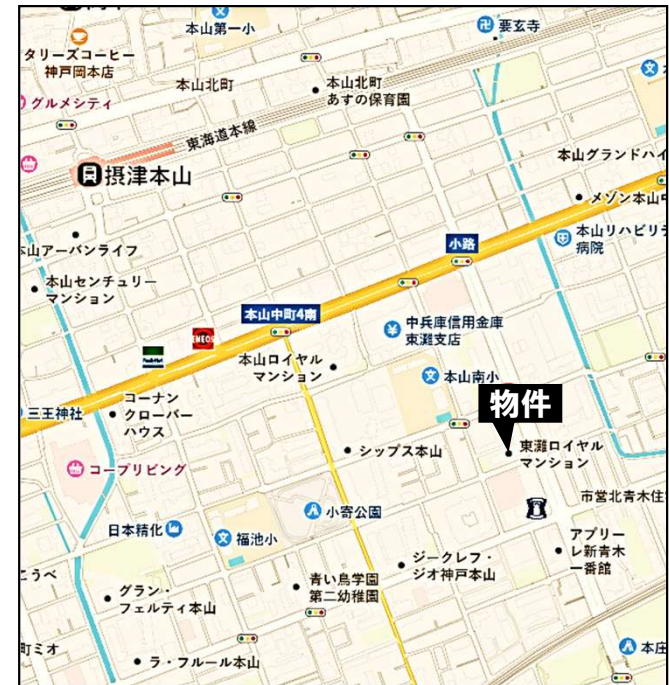 本山第一小
要玄寺
タリーズコーヒー
神戸岡本店
本山北町
本山北町
あすの保育園
グルメシティ
東海道本線
本山グランドハイ
摂津本山
メゾン本山中
小路
本山リハビリテ
病院
本山アーバンライフ
本山センチュリー
マンション
本山中町4南
ENEOS
中兵庫信用金庫
東灘支店
FamilyMart
本山ロイヤル
マンション
本山南小
物件
コーナン
クローバー
ハウス
三王神社
シップス本山
東灘ロイヤル
マンション
コープリビング
市営北青木住
小寄公園
日本精化
福池小
アプリー
レ新青木
一番館
ジークレフ・
ジオ神戸本山
こうべ
青い鳥学園
第二幼稚園
グラン・
フェルティ本山
町ミオ
本庄
ラ・フルール本山